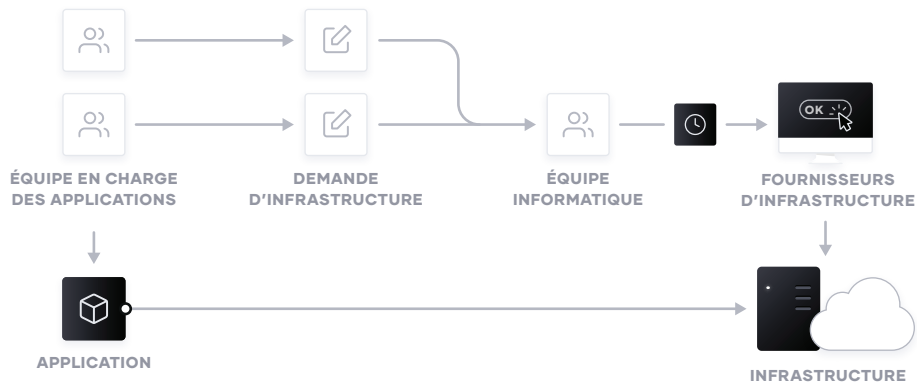 OK
ÉQUIPE EN CHARGE
DES APPLICATIONS
DEMANDE
D’INFRASTRUCTURE
ÉQUIPE
INFORMATIQUE
FOURNISSEURS
D’INFRASTRUCTURE
APPLICATION
INFRASTRUCTURE